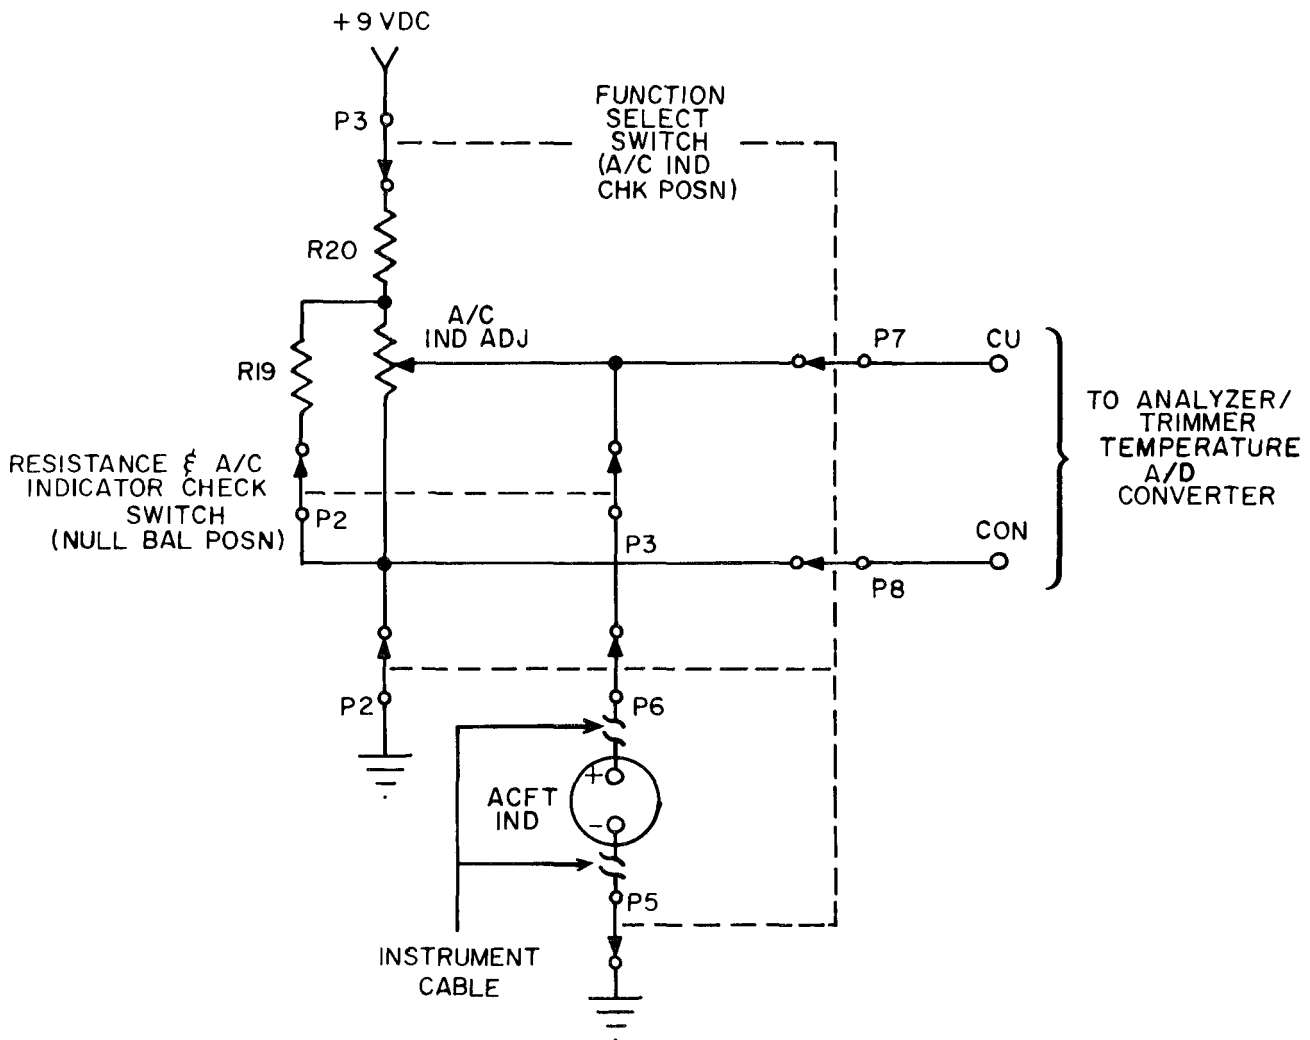 +9 VDC
P3
FUNCTION
SELECT
SWITCH
(A/C IND
CHK POSN)
R20
A/C
IND ADJ
R19
P7
CU
TO ANALYZER/
TRIMMER
TEMPERATURE
A/D
CONVERTER
RESISTANCE & A/C
INDICATOR CHECK
SWITCH
(NULL BAL POSN)
P2
P3
CON
P8
P2
P6
+
ACFT
IND
-
P5
INSTRUMENT
CABLE